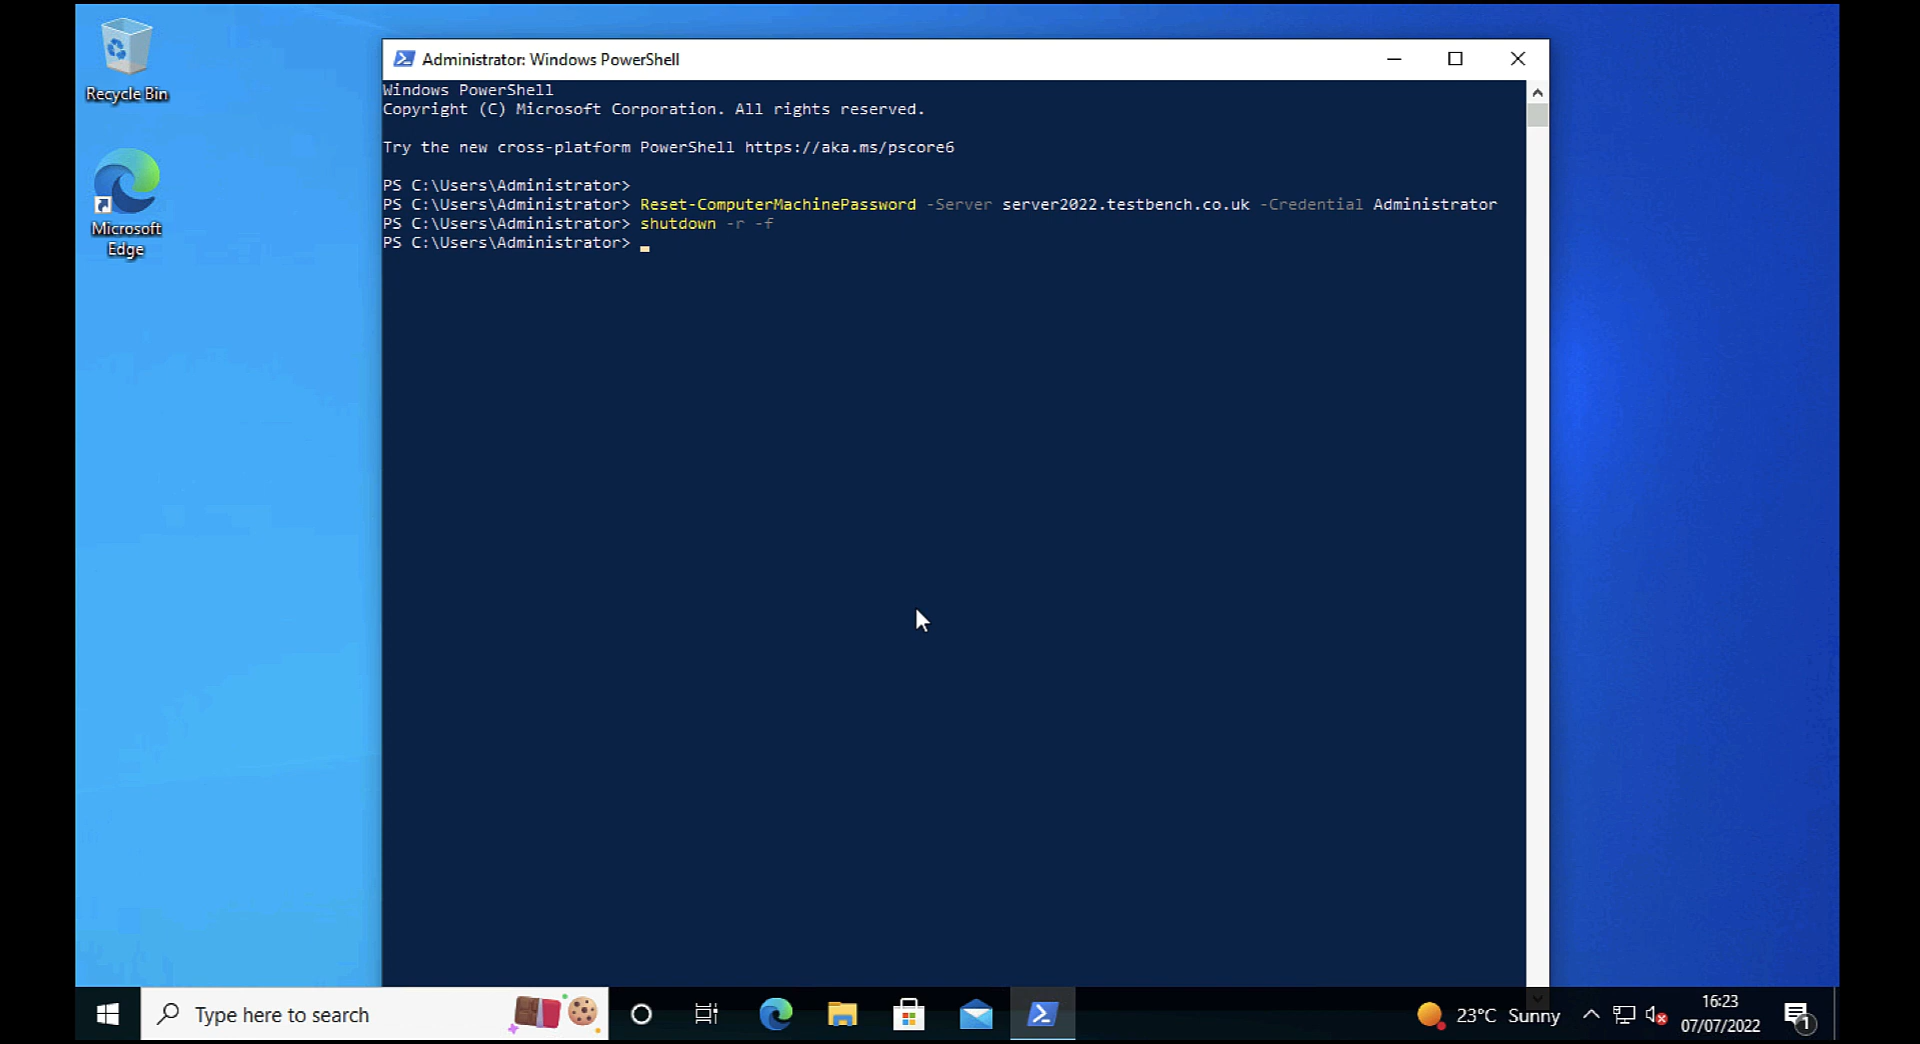 Recycle Bin
Microsoft
Edge
Administrator: Windows PowerShell
Windows PowerShell
Copyright (C) Microsoft Corporation. All rights reserved.
Try the new cross-platform PowerShell https://aka.ms/pscore6
PS C:\Users\Administrator>
PS C:\Users\Administrator> Reset-ComputerMachinePassword -Server server2022.testbench.co.uk -Credential Administrator
PS C:\Users\Administrator> shutdown -r -f
PS C:\Users\Administrator>
Type here to search
23°C Sunny
16:23
07/07/2022
1